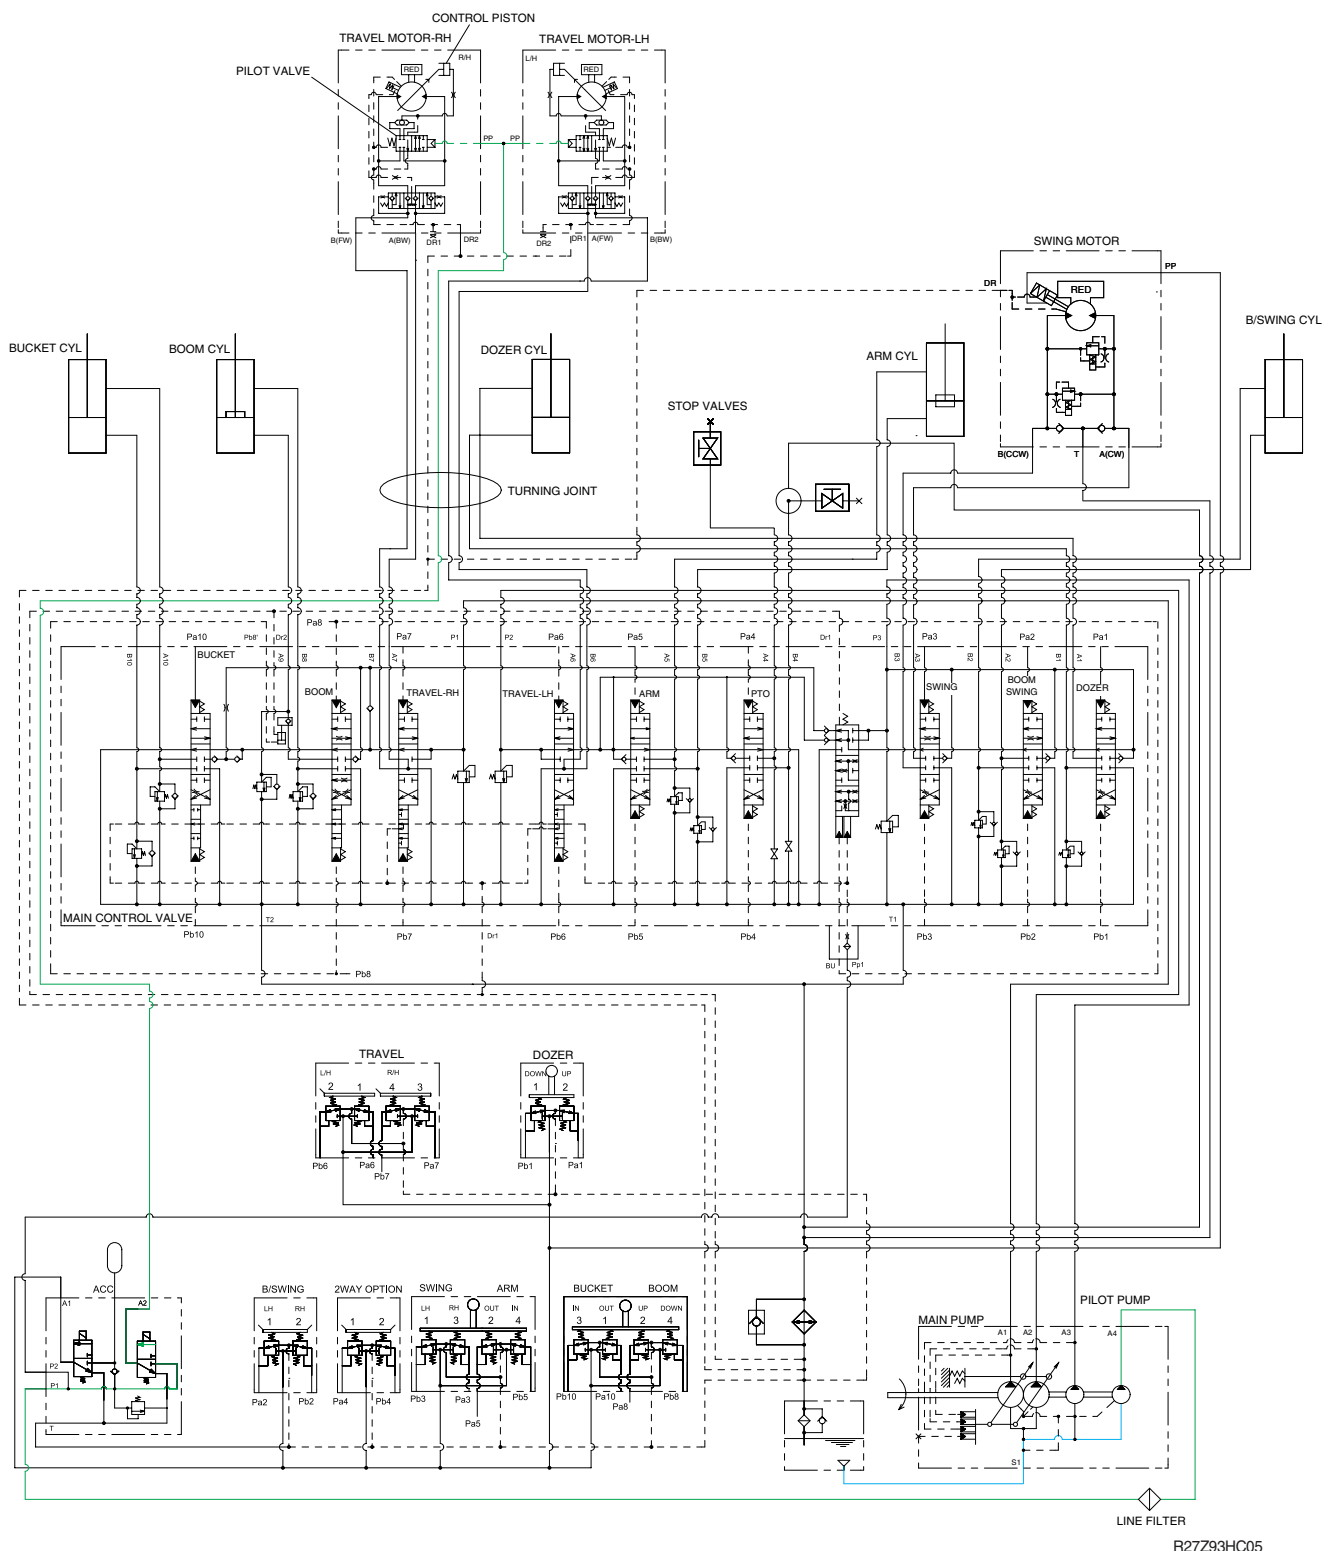 CONTROL PISTON
TRAVEL MOTOR-RH
TRAVEL MOTOR-LH
R/H
L/H
PILOT VALVE
RED
RED
PP
PP
B(FW)
A(BW)
DR1
DR2
DR2
DR1
A(FW)
B(BW)
SWING MOTOR
PP
DR
RED
B(CCW)
T
A(CW)
BUCKET CYL
BOOM CYL
DOZER CYL
ARM CYL
B/SWING CYL
STOP VALVES
TURNING JOINT
Pa8
Pa10
Pb8'
Dr2
Pa7
P1
P2
Pa6
Pa5
Pa4
Dr1
P3
Pa3
Pa2
Pa1
B10
A10
BUCKET
A9
B8
B7
A7
A6
B6
A5
B5
A4
B4
B3
A3
B2
A2
B1
A1
BOOM
TRAVEL-RH
TRAVEL-LH
ARM
PTO
SWING
BOOM
SWING
DOZER
MAIN CONTROL VALVE
T2
T1
Pb10
Pb7
Dr1
Pb6
Pb5
Pb4
Pb3
Pb2
Pb1
BU
Pp1
Pb8
TRAVEL
L/H
R/H
2
1
4
3
Pb6
Pa6
Pb7
Pa7
DOZER
DOWN
UP
1
2
Pb1
Pa1
ACC
A1
A2
P2
P1
T
B/SWING
LH
RH
1
2
Pa2
Pb2
2WAY OPTION
1
2
Pa4
Pb4
SWING
ARM
LH
RH
OUT
IN
1
3
2
4
Pb3
Pa3
Pa5
Pb5
BUCKET
BOOM
IN
OUT
UP
DOWN
3
1
2
4
Pb10
Pa10
Pa8
Pb8
PILOT PUMP
MAIN PUMP
A1
A2
A3
A4
S1
LINE FILTER
R27Z93HC05